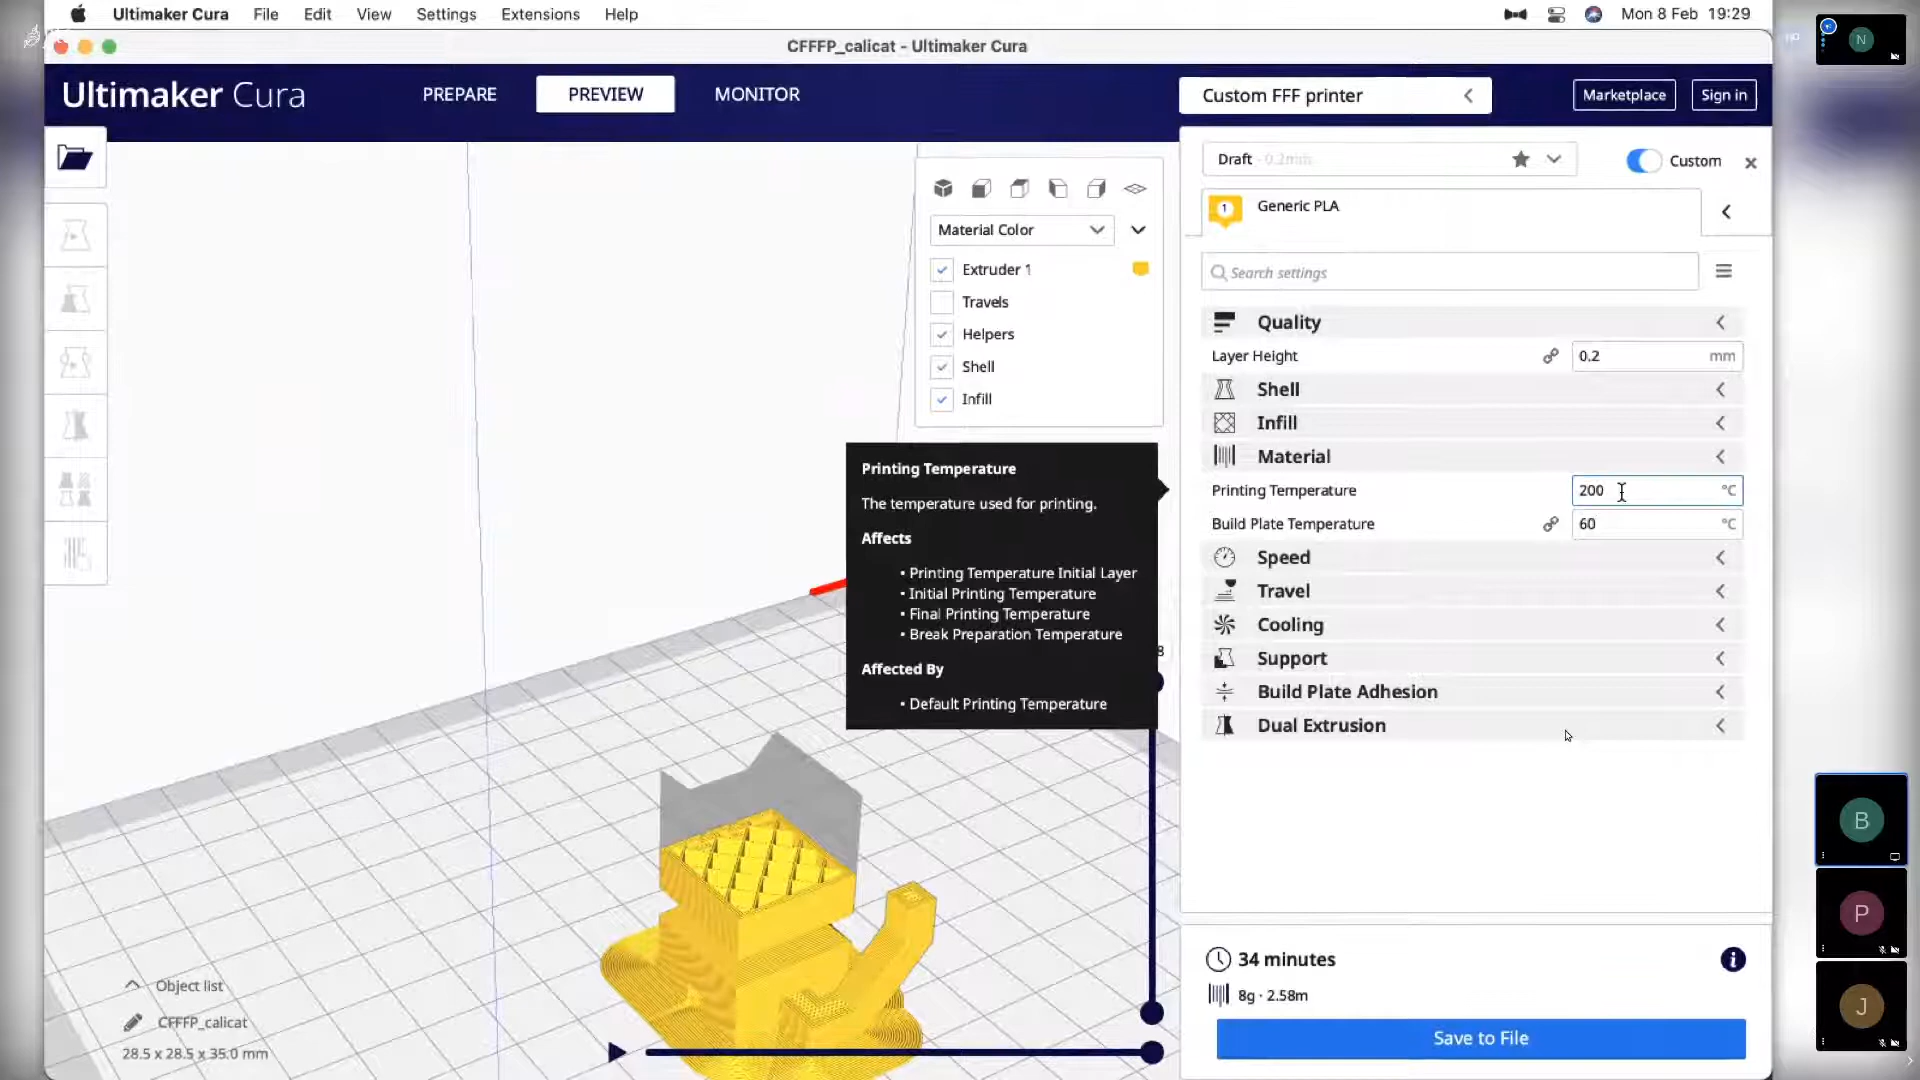 Ultimaker Cura File Edit View Settings Extensions Help Mon 8 Feb 19:29
CFFFP_calicat - Ultimaker Cura
Ultimaker Cura PREPARE PREVIEW MONITOR Custom FFF printer Marketplace Sign in
Draft - 0.2mm Custom
1 Generic PLA
Search settings
Material Color
Extruder 1
Travels
Helpers
Shell
Infill
Quality
Layer Height 0.2 mm
Shell
Infill
Material
Printing Temperature 200 °C
Build Plate Temperature 60 °C
Speed
Travel
Cooling
Support
Build Plate Adhesion
Dual Extrusion
Printing Temperature
The temperature used for printing.
Affects
• Printing Temperature Initial Layer
• Initial Printing Temperature
• Final Printing Temperature
• Break Preparation Temperature
Affected By
• Default Printing Temperature
8
Object list
CFFFP_calicat
28.5 x 28.5 x 35.0 mm
34 minutes
8g · 2.58m
Save to File
N
B
P
J